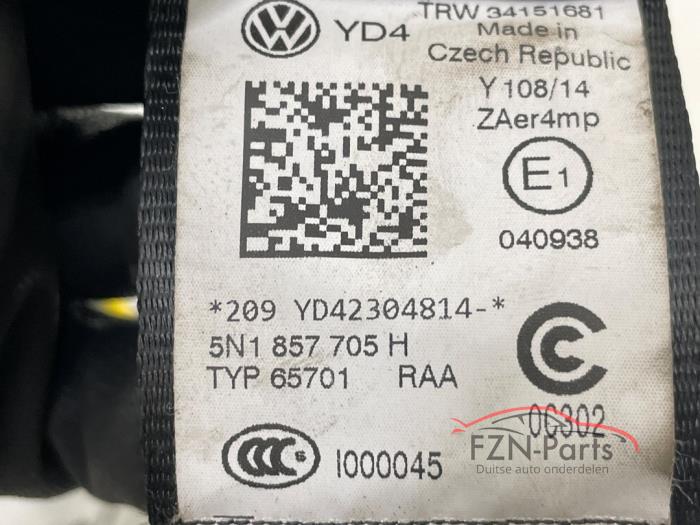 YD4
TRW 34151681
Made in
Czech Republic
Y 108/14
ZAer4mp
E1
040938
*209 YD42304814-*
5N1 857 705 H
TYP 65701 RAA
0C302
CCC S
I000045
FZN-Parts
Duitse auto onderdelen